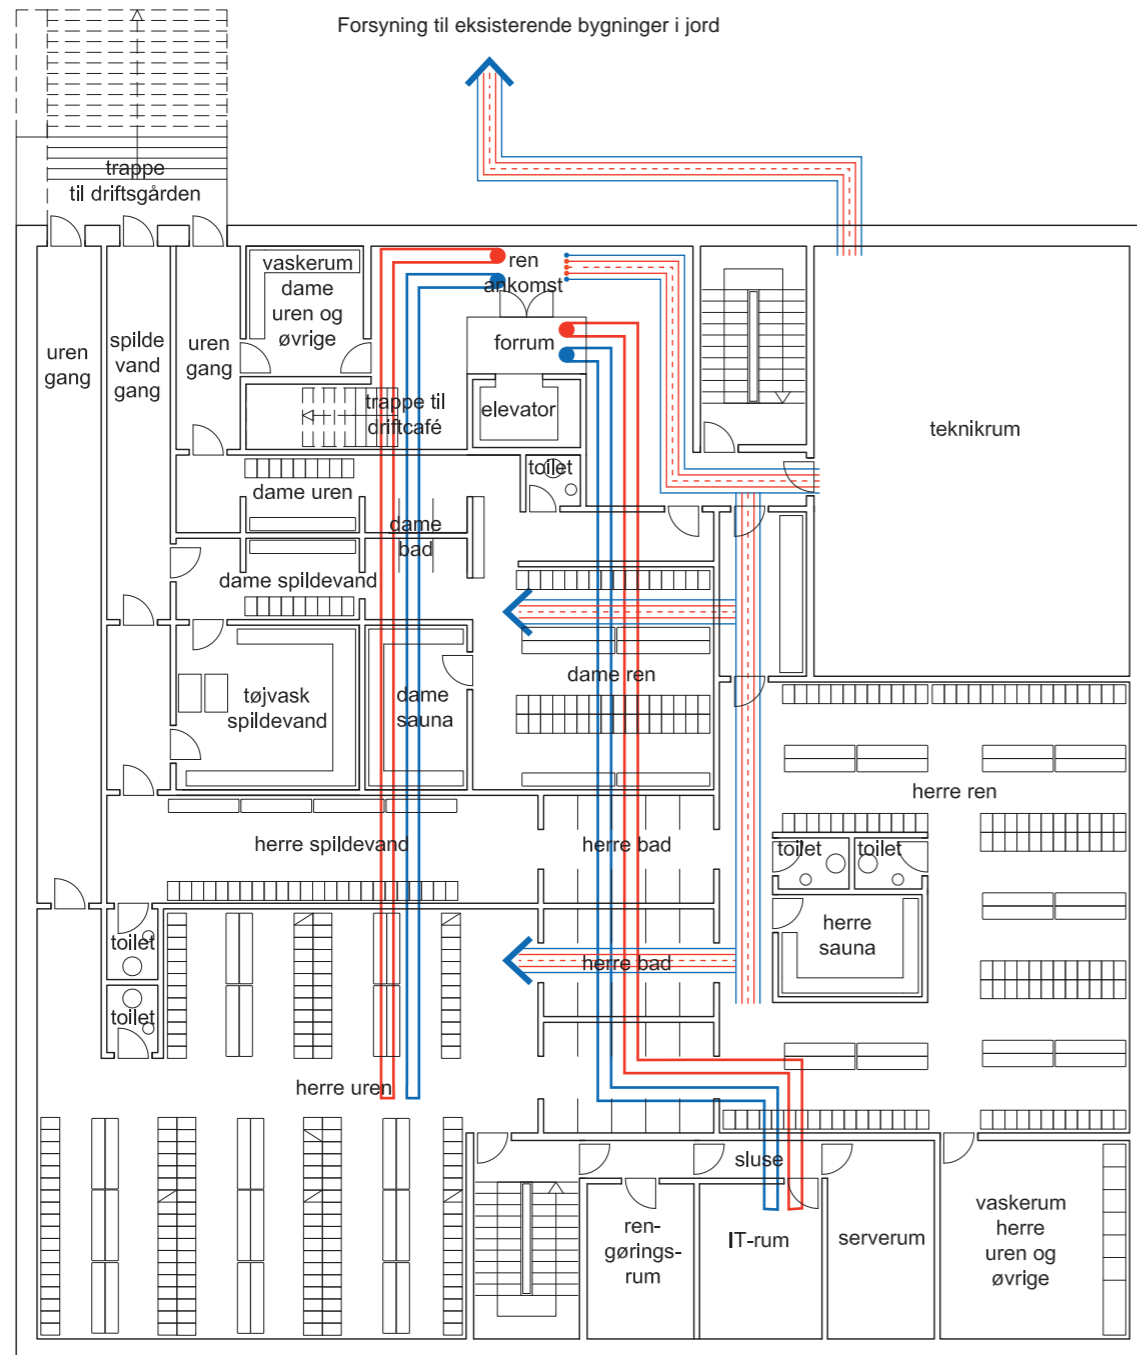 Forsyning til eksisterende bygninger i jord
trappe
til driftsgården
vaskerum
dame
uren og
øvrige
ren
ankomst
uren
gang
spilde
vand
gang
uren
gang
forrum
elevator
trappe til
driftcafé
teknikrum
toilet
dame uren
dame
bad
dame spildevand
tøjvask
spildevand
dame
sauna
dame ren
herre ren
herre spildevand
herre bad
toilet
toilet
herre
sauna
toilet
herre bad
toilet
herre uren
sluse
ren-
gørings-
rum
IT-rum
serverum
vaskerum
herre
uren og
øvrige